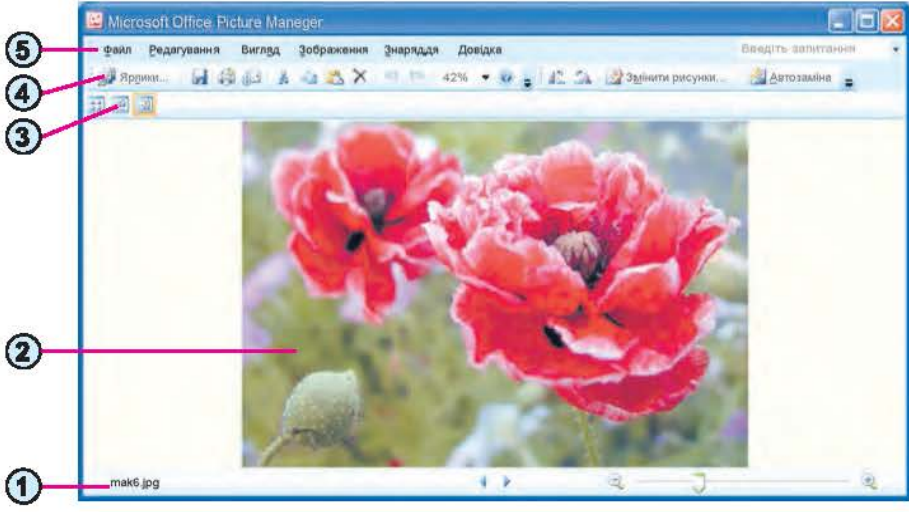 Microsoft Office Picture Maneger
5 Файл Редагування Вигляд Зображення Знаряддя Довідка Введіть запитання
4 Ярлики... 42% Змінити рисунки... Автозаміна
3
2
1 mak6.jpg